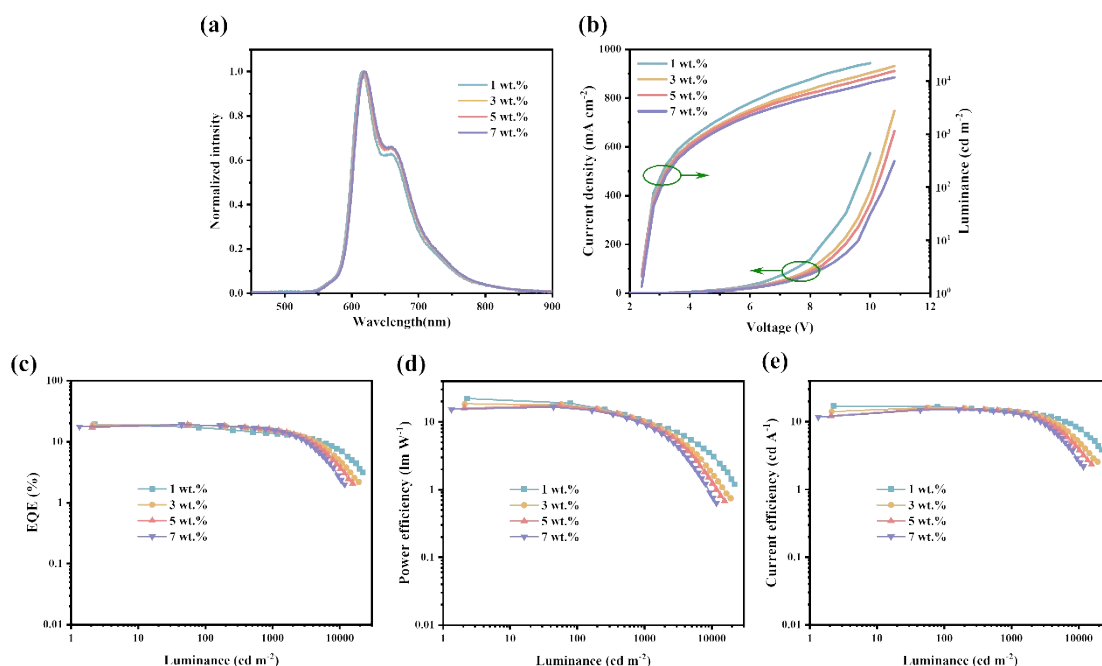 (a)
Normalized intnsity
1.0
0.8
0.6
0.4
0.2
0.0
1 wt.%
3 wt.%
5 wt.%
7 wt.%
500
600
700
800
900
Wavelength(nm)
(b)
Current density (mA cm⁻²)
1000
800
600
400
200
0
1 wt.%
3 wt.%
5 wt.%
7 wt.%
10⁴
10³
10²
10¹
10⁰
Luminance (cd m⁻²)
2
4
6
8
10
12
Voltage (V)
(c)
EQE (%)
100
10
1
0.1
0.01
1 wt.%
3 wt.%
5 wt.%
7 wt.%
1
10
100
1000
10000
Luminance (cd m⁻²)
(d)
Power efficiency (lm W⁻¹)
10
1
0.1
0.01
1 wt.%
3 wt.%
5 wt.%
7 wt.%
1
10
100
1000
10000
Luminance (cd m⁻²)
(e)
Current efficiency (cd A⁻¹)
10
1
0.1
0.01
1 wt.%
3 wt.%
5 wt.%
7 wt.%
1
10
100
1000
10000
Luminance (cd m⁻²)